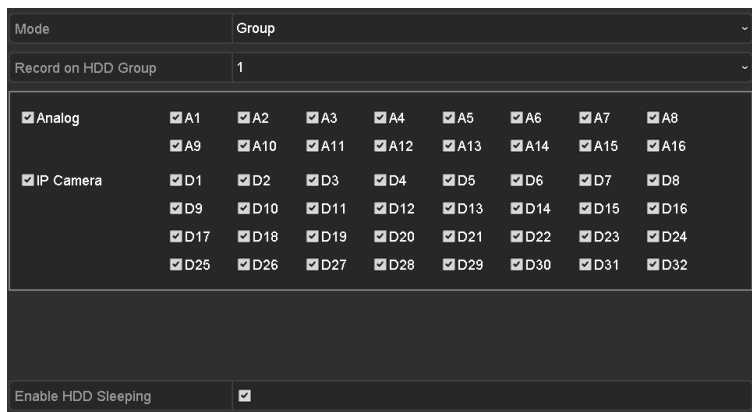 Mode Group
Record on HDD Group 1
Analog A1 A2 A3 A4 A5 A6 A7 A8
A9 A10 A11 A12 A13 A14 A15 A16
IP Camera D1 D2 D3 D4 D5 D6 D7 D8
D9 D10 D11 D12 D13 D14 D15 D16
D17 D18 D19 D20 D21 D22 D23 D24
D25 D26 D27 D28 D29 D30 D31 D32
Enable HDD Sleeping